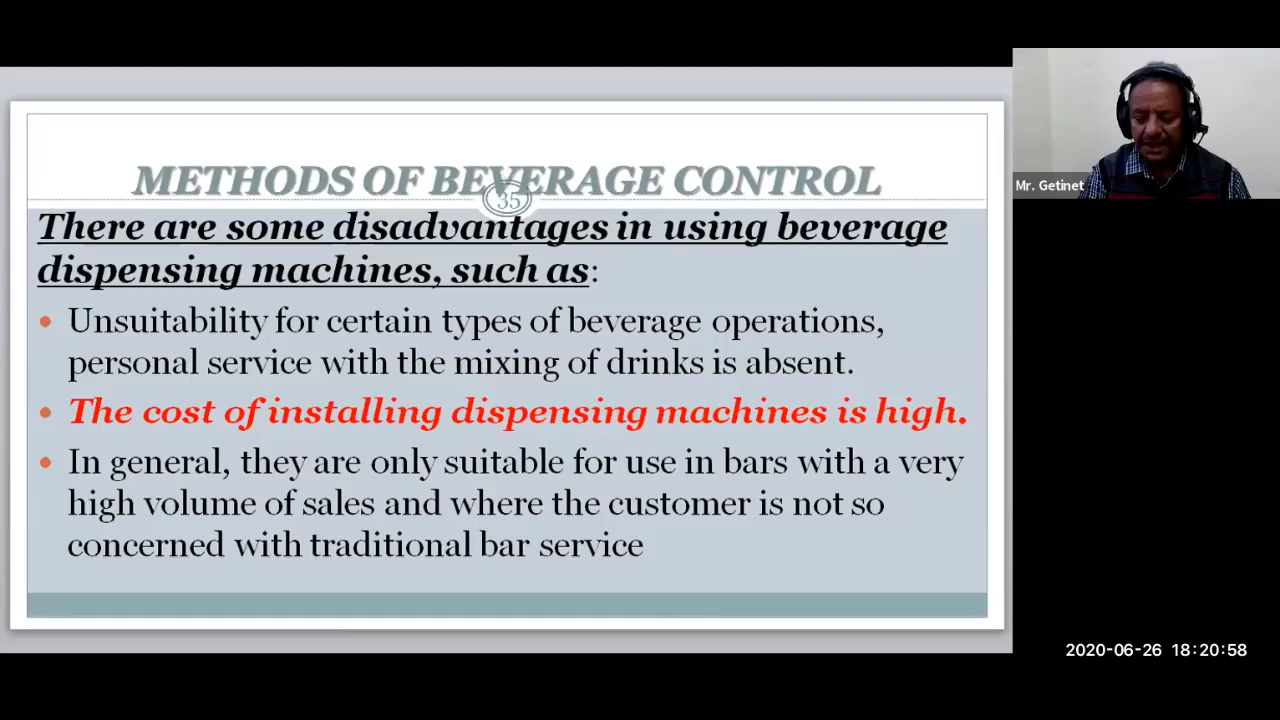 METHODS OF BEVERAGE CONTROL
35
There are some disadvantages in using beverage
dispensing machines, such as:
• Unsuitability for certain types of beverage operations,
personal service with the mixing of drinks is absent.
• The cost of installing dispensing machines is high.
• In general, they are only suitable for use in bars with a very
high volume of sales and where the customer is not so
concerned with traditional bar service
Mr. Getinet
2020-06-26 18:20:58